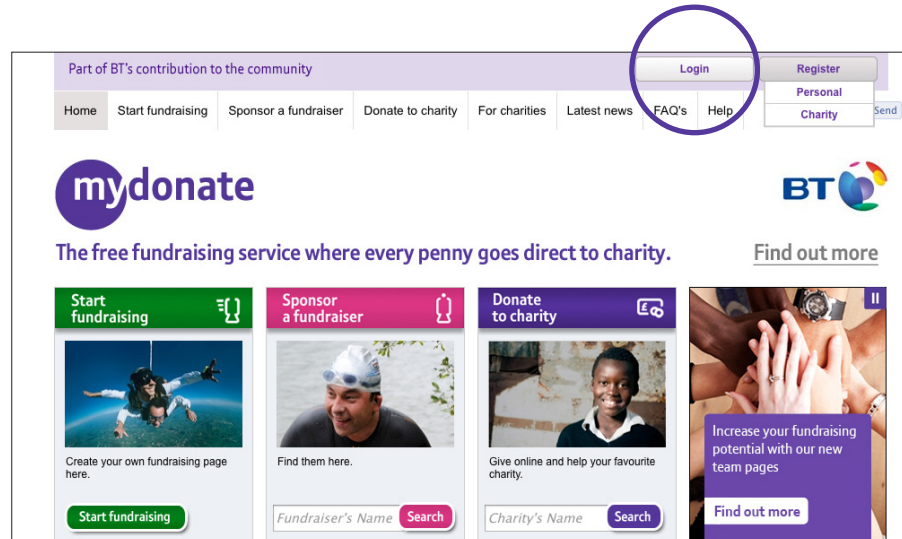 Part of BT's contribution to the community
Login
Register
Personal
Charity
Home
Start fundraising
Sponsor a fundraiser
Donate to charity
For charities
Latest news
FAQ's
Help
Send
mydonate
BT
The free fundraising service where every penny goes direct to charity.
Find out more
Start
fundraising
Sponsor
a fundraiser
Donate
to charity
£
Create your own fundraising page
here.
Find them here.
Give online and help your favourite
charity.
Increase your fundraising
potential with our new
team pages
Start fundraising
Fundraiser's Name
Search
Charity's Name
Search
Find out more